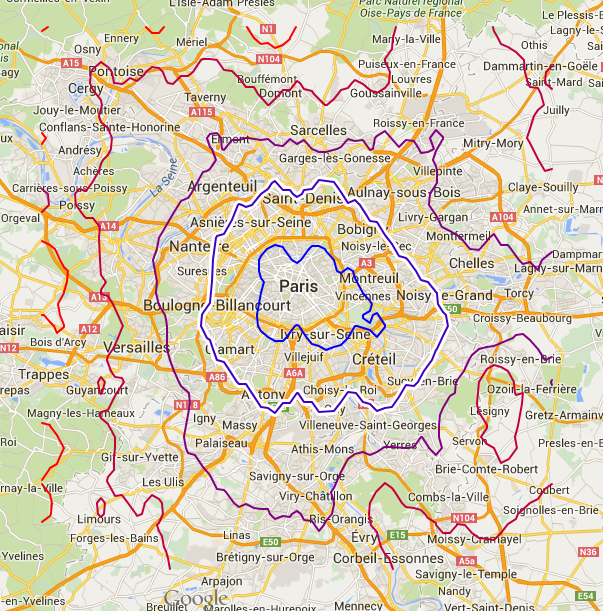 L'Isle-Adam
Presles
Parc Naturel régional
Oise-Pays de France
Le Plessis-B
Ennery
N1
Osny
Mériel
Marly-la-Ville
Othis
A15
Pontoise
N104
Puiseux-en-France
Dammartin-en-Goële
Cergy
Bouffémont
Louvres
Saint-Mard
Domont
Goussainville
Taverny
Jouy-le-Moutier
A115
Juilly
Conflans-Sainte-Honorine
Sarcelles
Roissy-en-France
Ermont
Mitry-Mory
Andrésy
Garges-lès-Gonesse
Achères
Villepinte
La Seine
Carrières-sous-Poissy
Argenteuil
Aulnay-sous-Bois
Claye-Souilly
Poissy
Saint-Denis
Orgeval
Asnières-sur-Seine
Livry-Gargan
A104
Annet-sur-Mar
A14
Bobigny
Montfermeil
Nanterre
Noisy-le-Sec
Dampmar
Suresnes
A3
Chelles
Lagny-sur-Marn
Paris
Montreuil
Vincennes
Noisy-le-Grand
Torcy
A13
Boulogne-Billancourt
E50
Croissy-Beaubourg
A12
Ivry-sur-Seine
Bois-d'Arcy
N12
Versailles
Clamart
Villejuif
Créteil
Roissy-en-Brie
Trappes
A86
A6A
Sucy-en-Brie
Guyancourt
Choisy-le-Roi
Ozoir-la-Ferrière
Antony
Orly
Lésigny
Magny-les-Hameaux
N118
Igny
Massy
Villeneuve-Saint-Georges
Gretz-Armainv
Palaiseau
Yerres
Servon
Presles-en-B
Athis-Mons
Gif-sur-Yvette
Brie-Comte-Robert
Savigny-sur-Orge
Les Ulis
Viry-Châtillon
Combs-la-Ville
Coubert
Limours
Ris-Orangis
N104
Soignolles-en-Brie
Forges-les-Bains
Linas
Évry
E15
Moissy-Cramayel
E50
N36
Brétigny-sur-Orge
Corbeil-Essonnes
A5a
Savigny-le-Temple
Arpajon
Nandy
E54
Google
Breuillet
Marolles-en-Hurepoix
Mennecy
Vert-Saint-Denis